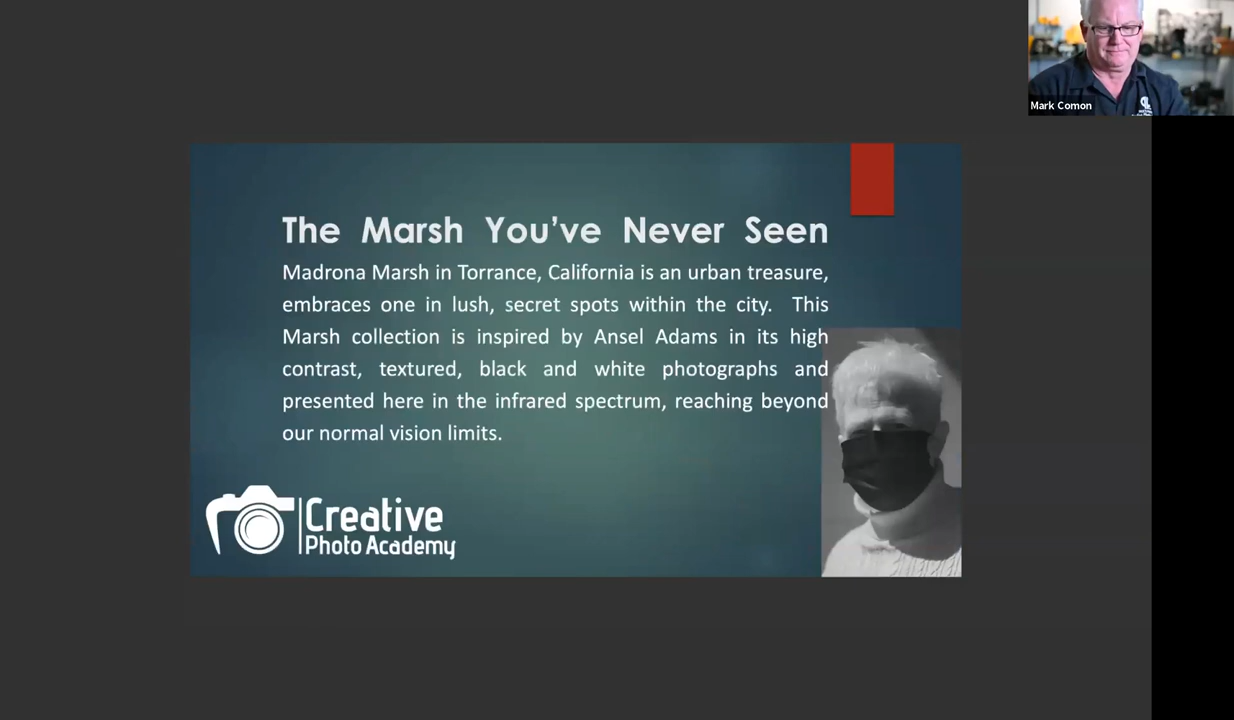 Mark Comon
The Marsh You've Never Seen
Madrona Marsh in Torrance, California is an urban treasure,
embraces one in lush, secret spots within the city. This
Marsh collection is inspired by Ansel Adams in its high
contrast, textured, black and white photographs and
presented here in the infrared spectrum, reaching beyond
our normal vision limits.
Creative
Photo Academy